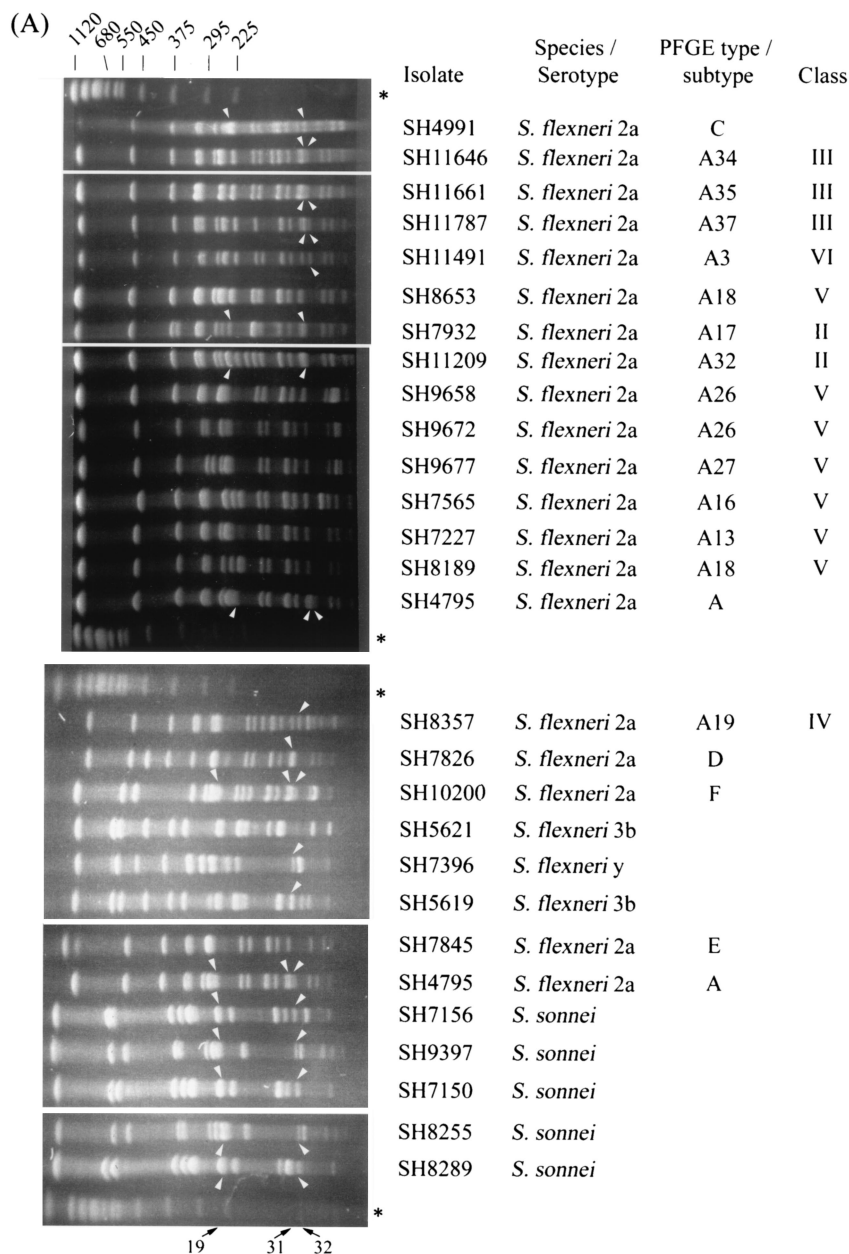 (A)
1120 680 550 450 375 295 225
Species / PFGE type /
Isolate Serotype subtype Class
*
SH4991 S. flexneri 2a C
SH11646 S. flexneri 2a A34 III
SH11661 S. flexneri 2a A35 III
SH11787 S. flexneri 2a A37 III
SH11491 S. flexneri 2a A3 VI
SH8653 S. flexneri 2a A18 V
SH7932 S. flexneri 2a A17 II
SH11209 S. flexneri 2a A32 II
SH9658 S. flexneri 2a A26 V
SH9672 S. flexneri 2a A26 V
SH9677 S. flexneri 2a A27 V
SH7565 S. flexneri 2a A16 V
SH7227 S. flexneri 2a A13 V
SH8189 S. flexneri 2a A18 V
SH4795 S. flexneri 2a A
*
*
SH8357 S. flexneri 2a A19 IV
SH7826 S. flexneri 2a D
SH10200 S. flexneri 2a F
SH5621 S. flexneri 3b
SH7396 S. flexneri y
SH5619 S. flexneri 3b
SH7845 S. flexneri 2a E
SH4795 S. flexneri 2a A
SH7156 S. sonnei
SH9397 S. sonnei
SH7150 S. sonnei
SH8255 S. sonnei
SH8289 S. sonnei
*
19 31 32